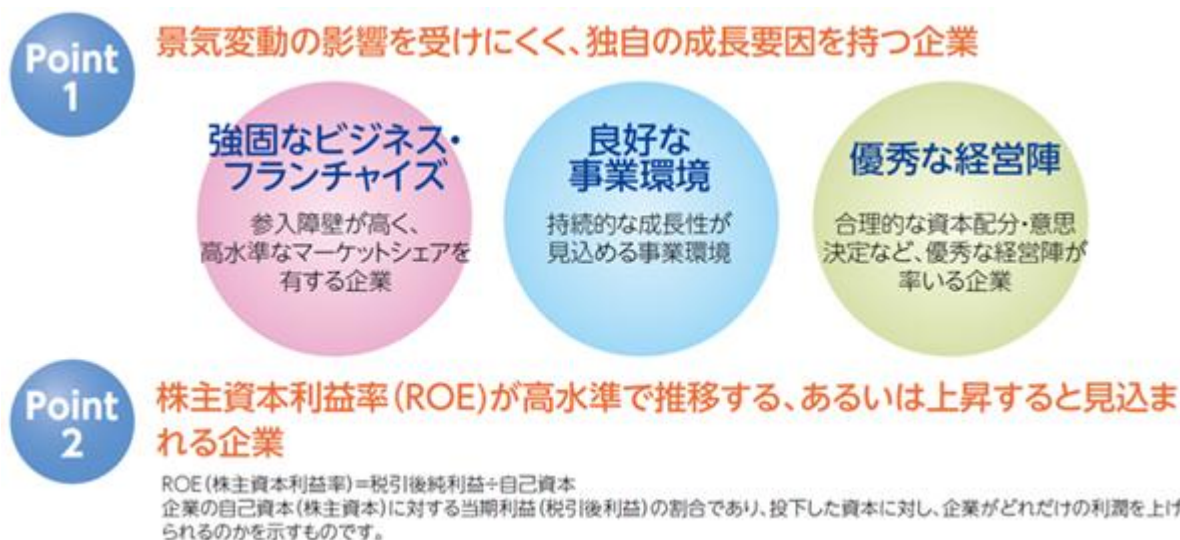 Point
1
景気変動の影響を受けにくく、独自の成長要因を持つ企業
強固なビジネス・
フランチャイズ
参入障壁が高く、
高水準なマーケットシェアを
有する企業
良好な
事業環境
持続的な成長性が
見込める事業環境
優秀な経営陣
合理的な資本配分・意思
決定など、優秀な経営陣が
率いる企業
Point
2
株主資本利益率(ROE)が高水準で推移する、あるいは上昇すると見込ま
れる企業
ROE(株主資本利益率)=税引後純利益÷自己資本
企業の自己資本(株主資本)に対する当期利益(税引後利益)の割合であり、投下した資本に対し、企業がどれだけの利潤を上げ
られるのかを示すものです。